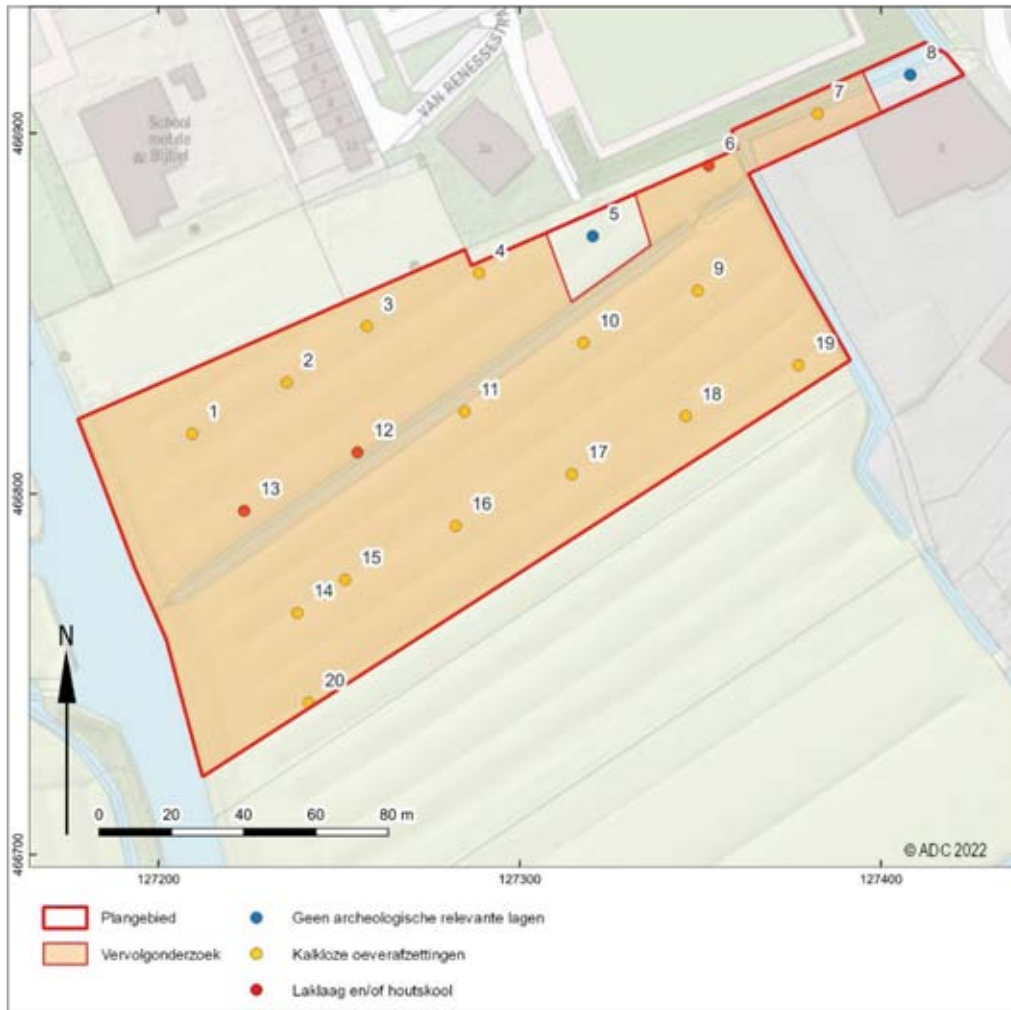 VAN RENESSESTR
School
met de
Bijbel
8
7
6
5
4
3
2
1
9
10
11
12
13
19
18
17
16
15
14
20
466900
466800
466700
N
0 20 40 60 80 m
© ADC 2022
127200 127300 127400
Plangebied
Geen archeologische relevante lagen
Vervolgonderzoek
Kalkloze oeverafzettingen
Laklaag en/of houtskool